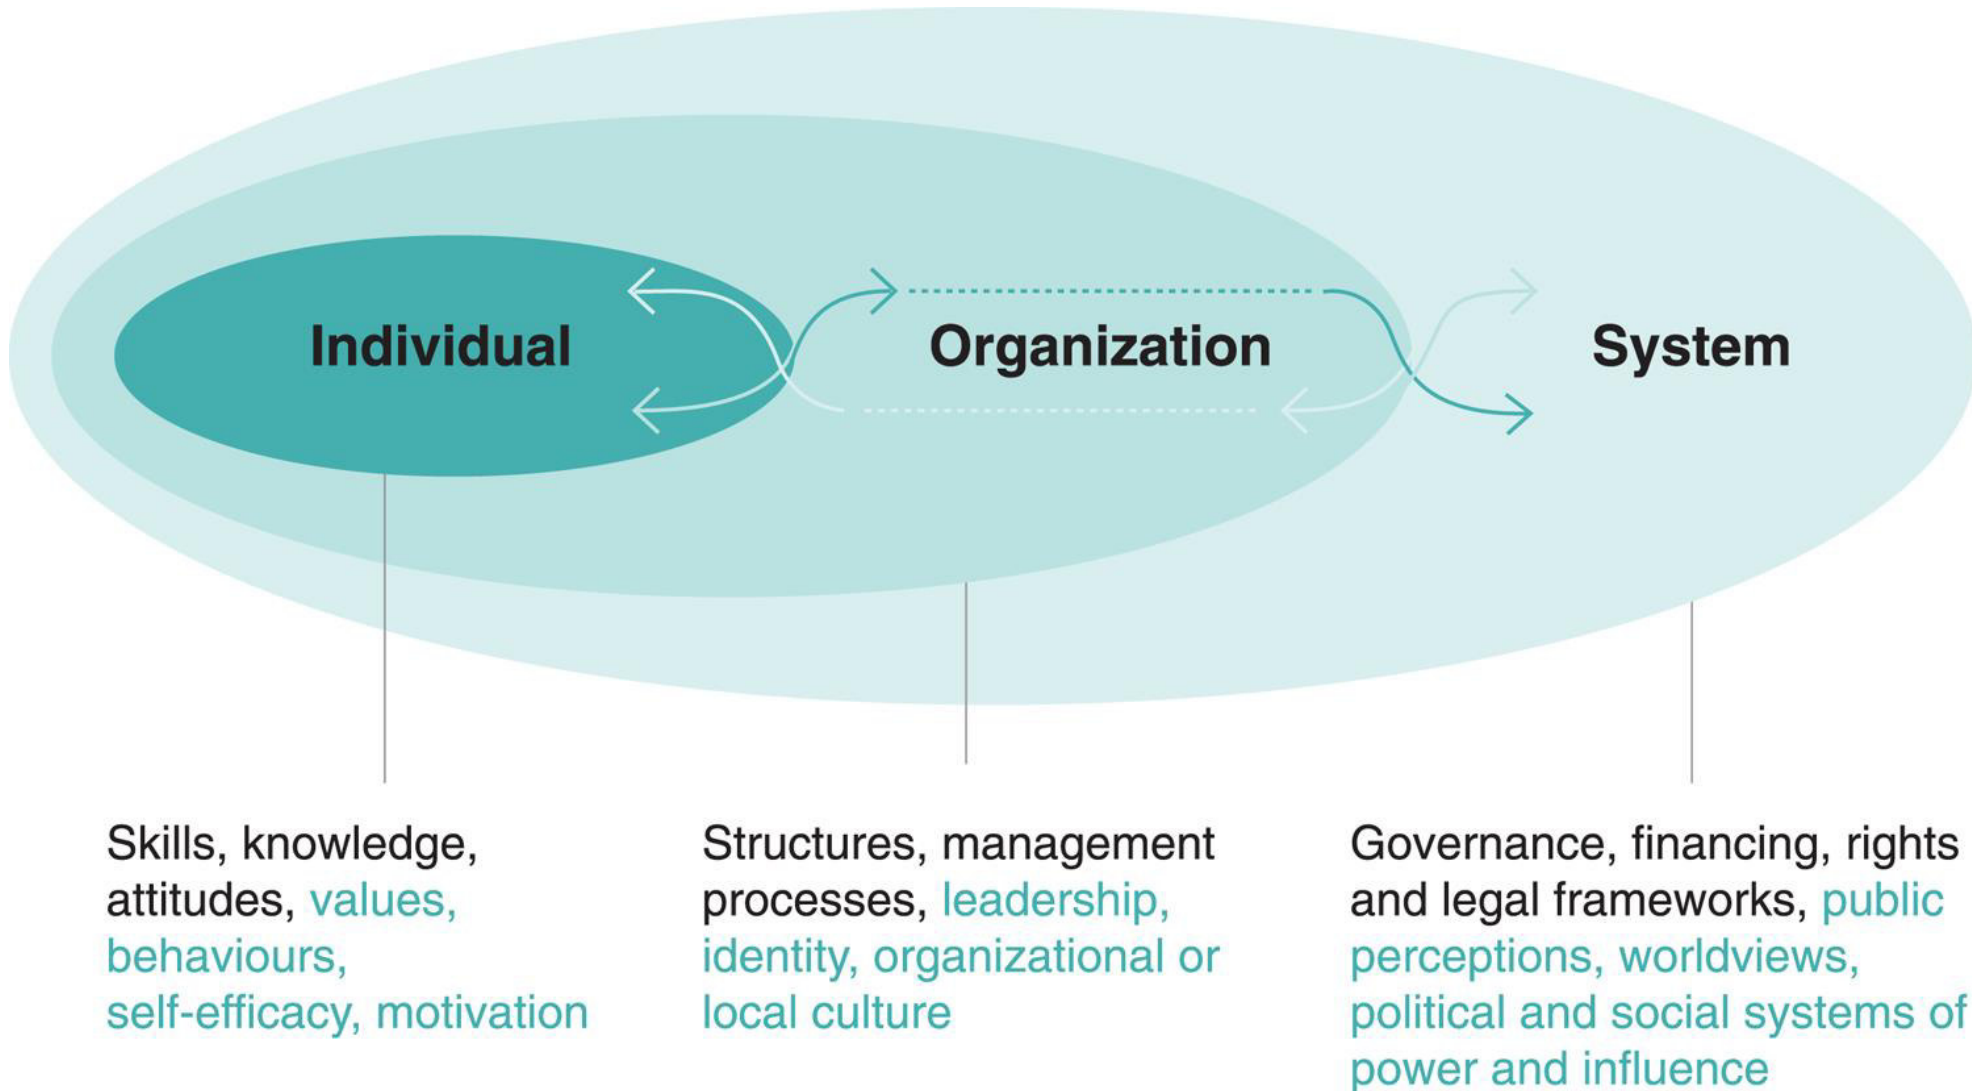 Individual
Organization
System
Skills, knowledge,
attitudes, values,
behaviours,
self-efficacy, motivation
Structures, management
processes, leadership,
identity, organizational or
local culture
Governance, financing, rights
and legal frameworks, public
perceptions, worldviews,
political and social systems of
power and influence